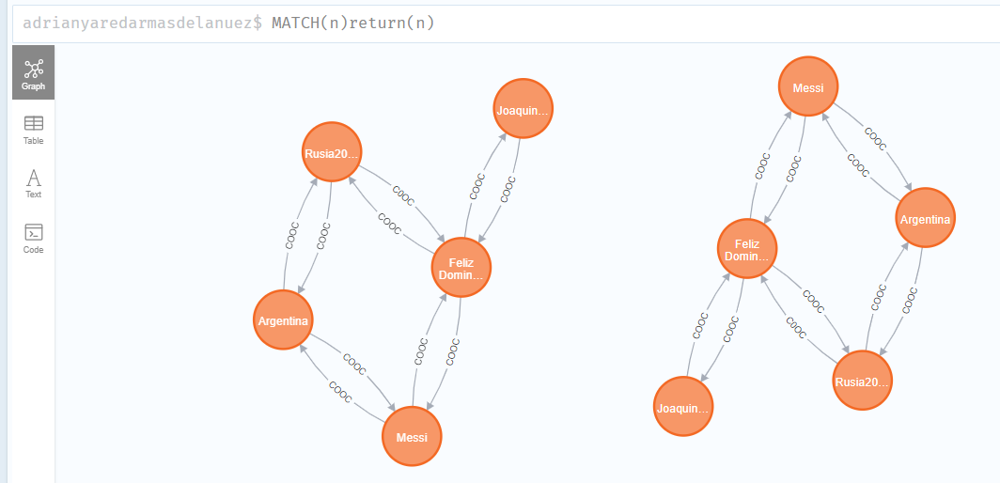 adrianyaredarmasdelanuez$ MATCH(n)return(n)
Graph
Table
Text
Code
Joaquin...
Rusia20...
COOC
COOC
COOC
COOC
COOC
COOC
Feliz
Domin...
Argentina
COOC
COOC
COOC
COOC
Messi
Messi
COOC
COOC
COOC
COOC
Argentina
Feliz
Domin...
COOC
COOC
COOC
COOC
COOC
COOC
Rusia20...
Joaquin...